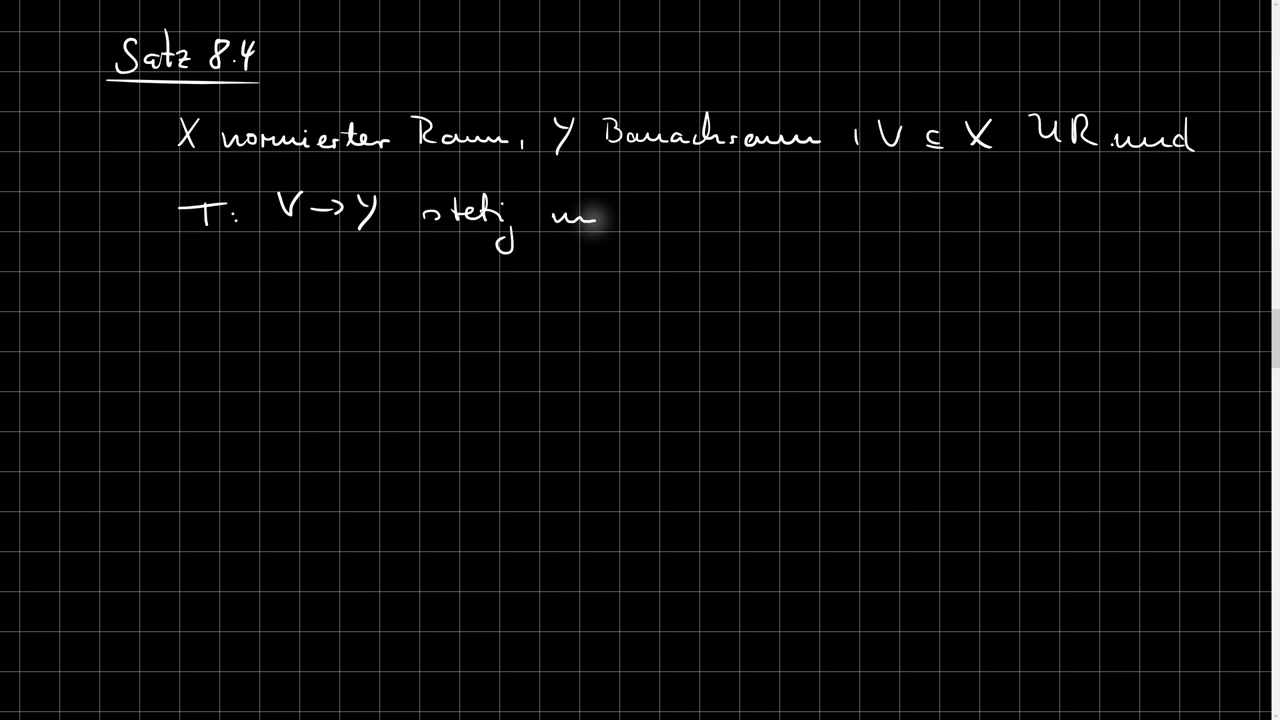 Satz 8.4
X normierter Raum, Y Banachraum, V ⊆ X UR und
T: V → Y stetig